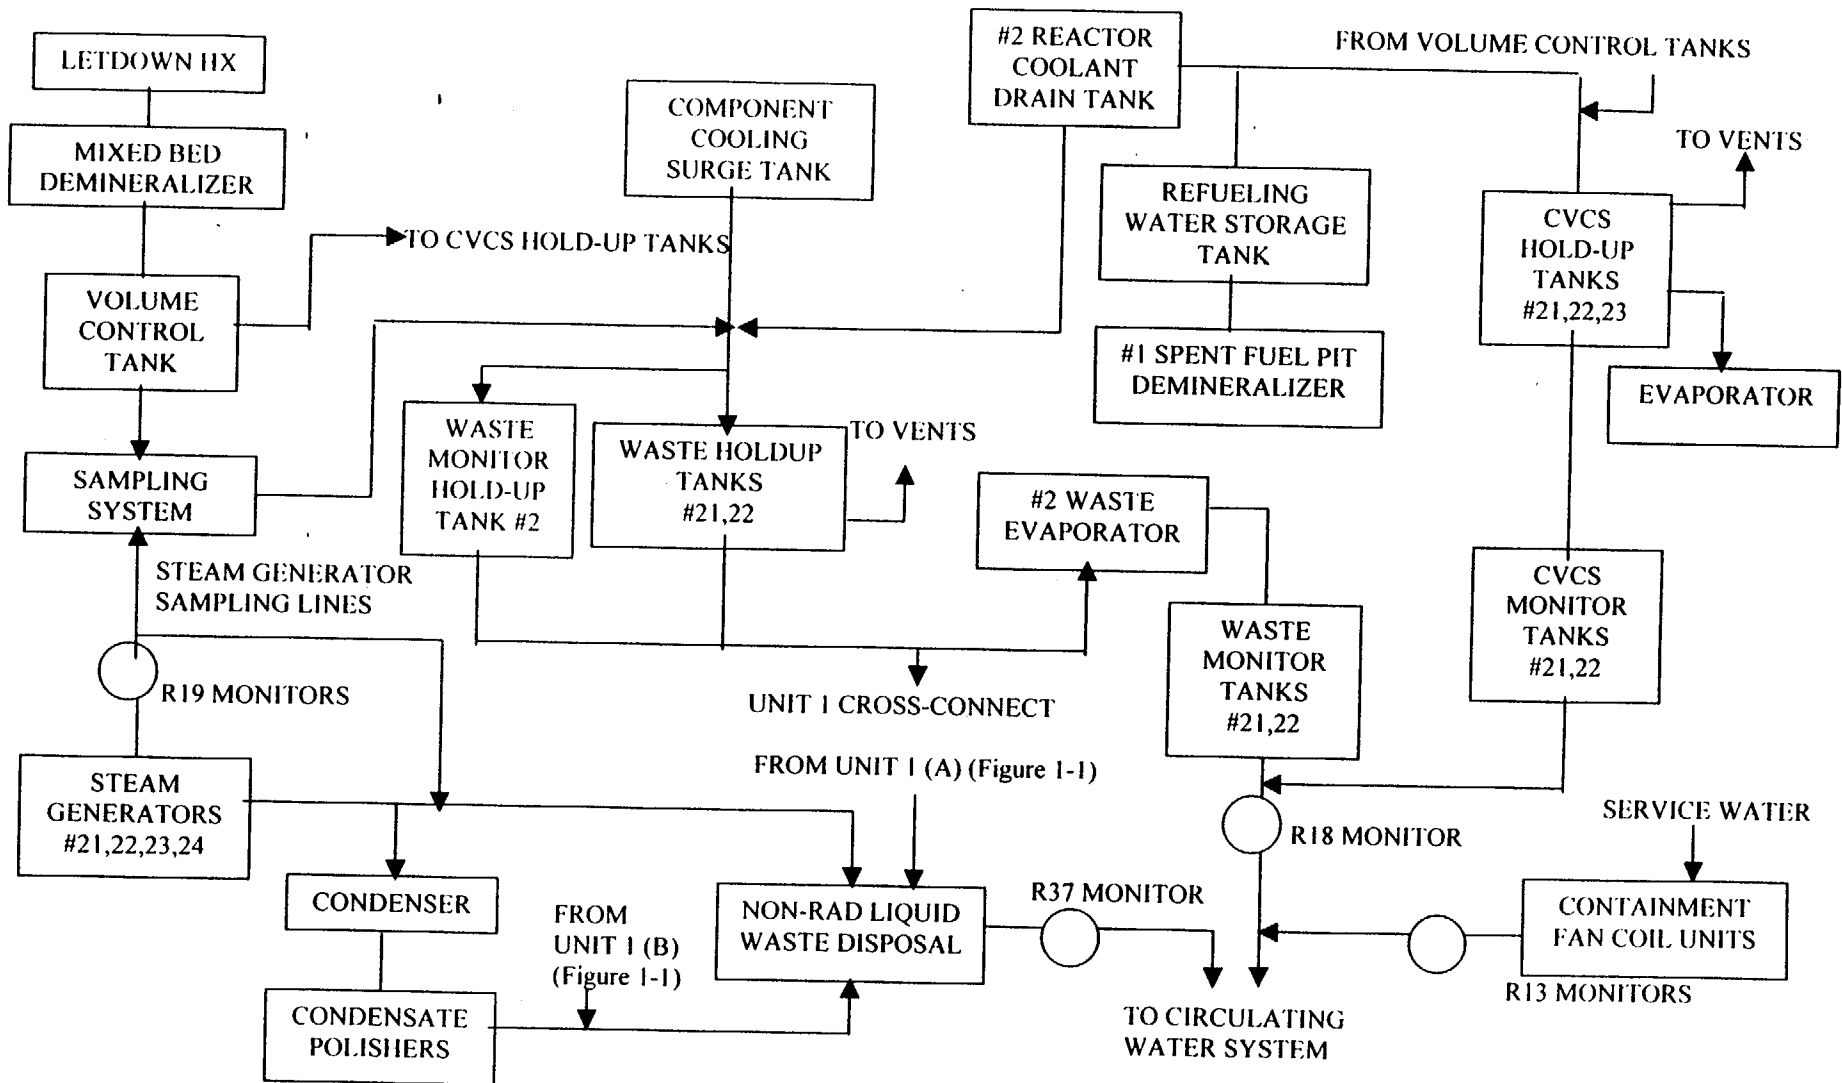 LETDOWN HX
MIXED BED
DEMINERALIZER
VOLUME
CONTROL
TANK
SAMPLING
SYSTEM
STEAM GENERATOR
SAMPLING LINES
R19 MONITORS
STEAM
GENERATORS
#21,22,23,24
CONDENSER
CONDENSATE
POLISHERS
TO CVCS HOLD-UP TANKS
COMPONENT
COOLING
SURGE TANK
WASTE
MONITOR
HOLD-UP
TANK #2
WASTE HOLDUP
TANKS
#21,22
TO VENTS
UNIT 1 CROSS-CONNECT
FROM UNIT 1 (A) (Figure 1-1)
FROM
UNIT 1 (B)
(Figure 1-1)
NON-RAD LIQUID
WASTE DISPOSAL
R37 MONITOR
#2 REACTOR
COOLANT
DRAIN TANK
FROM VOLUME CONTROL TANKS
TO VENTS
REFUELING
WATER STORAGE
TANK
#1 SPENT FUEL PIT
DEMINERALIZER
CVCS
HOLD-UP
TANKS
#21,22,23
EVAPORATOR
#2 WASTE
EVAPORATOR
WASTE
MONITOR
TANKS
#21,22
CVCS
MONITOR
TANKS
#21,22
R18 MONITOR
SERVICE WATER
CONTAINMENT
FAN COIL UNITS
R13 MONITORS
TO CIRCULATING
WATER SYSTEM